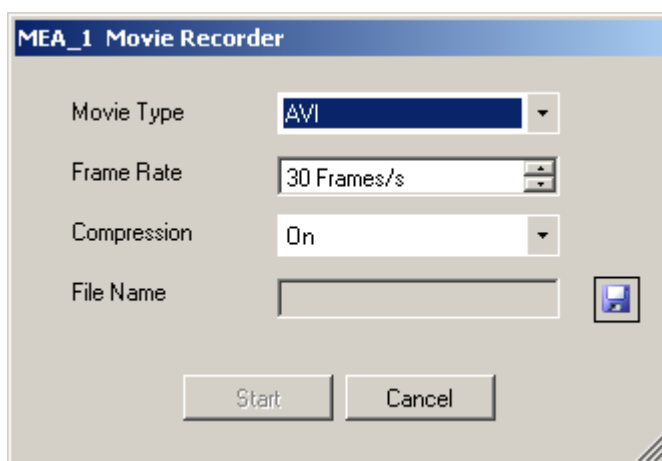 MEA_1 Movie Recorder
Movie Type AVI
Frame Rate 30 Frames/s
Compression On
File Name
Start Cancel